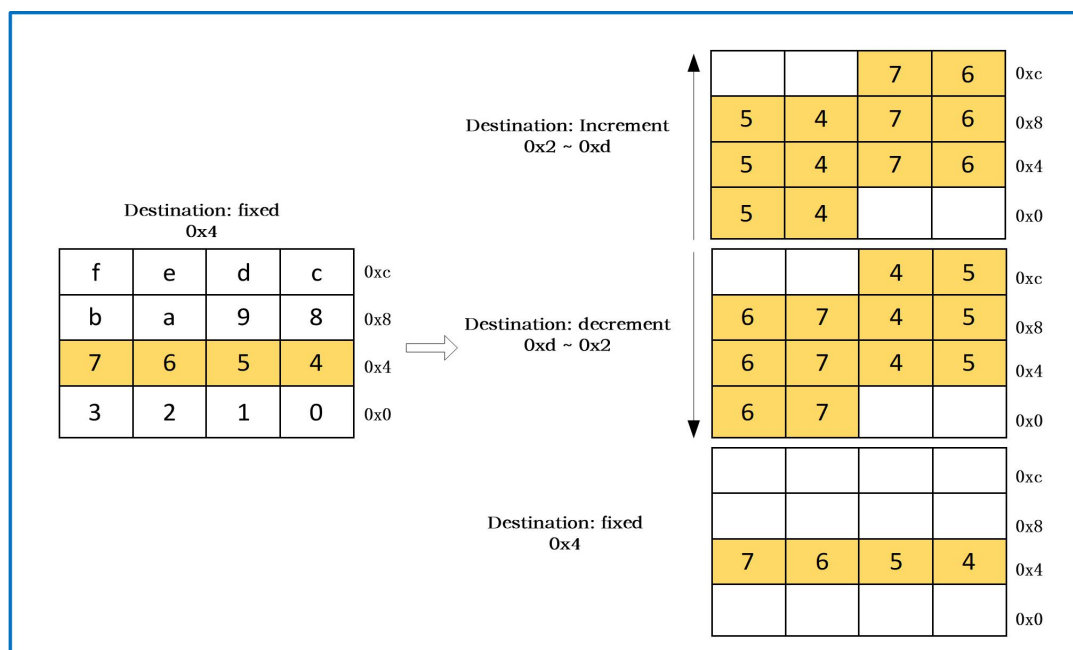 Destination: fixed
0x4
f e d c 0xc
b a 9 8 0x8
7 6 5 4 0x4
3 2 1 0 0x0
Destination: Increment
0x2 ~ 0xd
7 6 0xc
5 4 7 6 0x8
5 4 7 6 0x4
5 4 0x0
Destination: decrement
0xd ~ 0x2
4 5 0xc
6 7 4 5 0x8
6 7 4 5 0x4
6 7 0x0
Destination: fixed
0x4
0xc
0x8
7 6 5 4 0x4
0x0